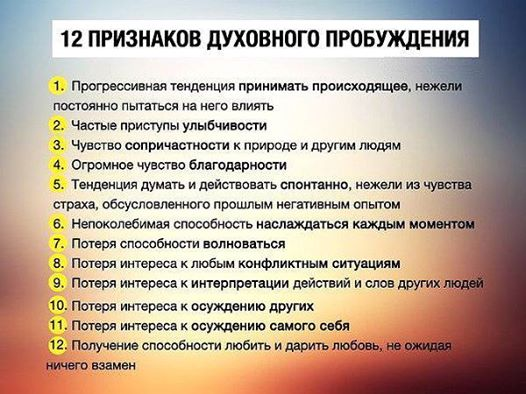 12 ПРИЗНАКОВ ДУХОВНОГО ПРОБУЖДЕНИЯ
1. Прогрессивная тенденция принимать происходящее, нежели
постоянно пытаться на него влиять
2. Частые приступы улыбчивости
3. Чувство сопричастности к природе и другим людям
4. Огромное чувство благодарности
5. Тенденция думать и действовать спонтанно, нежели из чувства
страха, обусловленного прошлым негативным опытом
6. Непоколебимая способность наслаждаться каждым моментом
7. Потеря способности волноваться
8. Потеря интереса к любым конфликтным ситуациям
9. Потеря интереса к интерпретации действий и слов других людей
10. Потеря интереса к осуждению других
11. Потеря интереса к осуждению самого себя
12. Получение способности любить и дарить любовь, не ожидая
ничего взамен